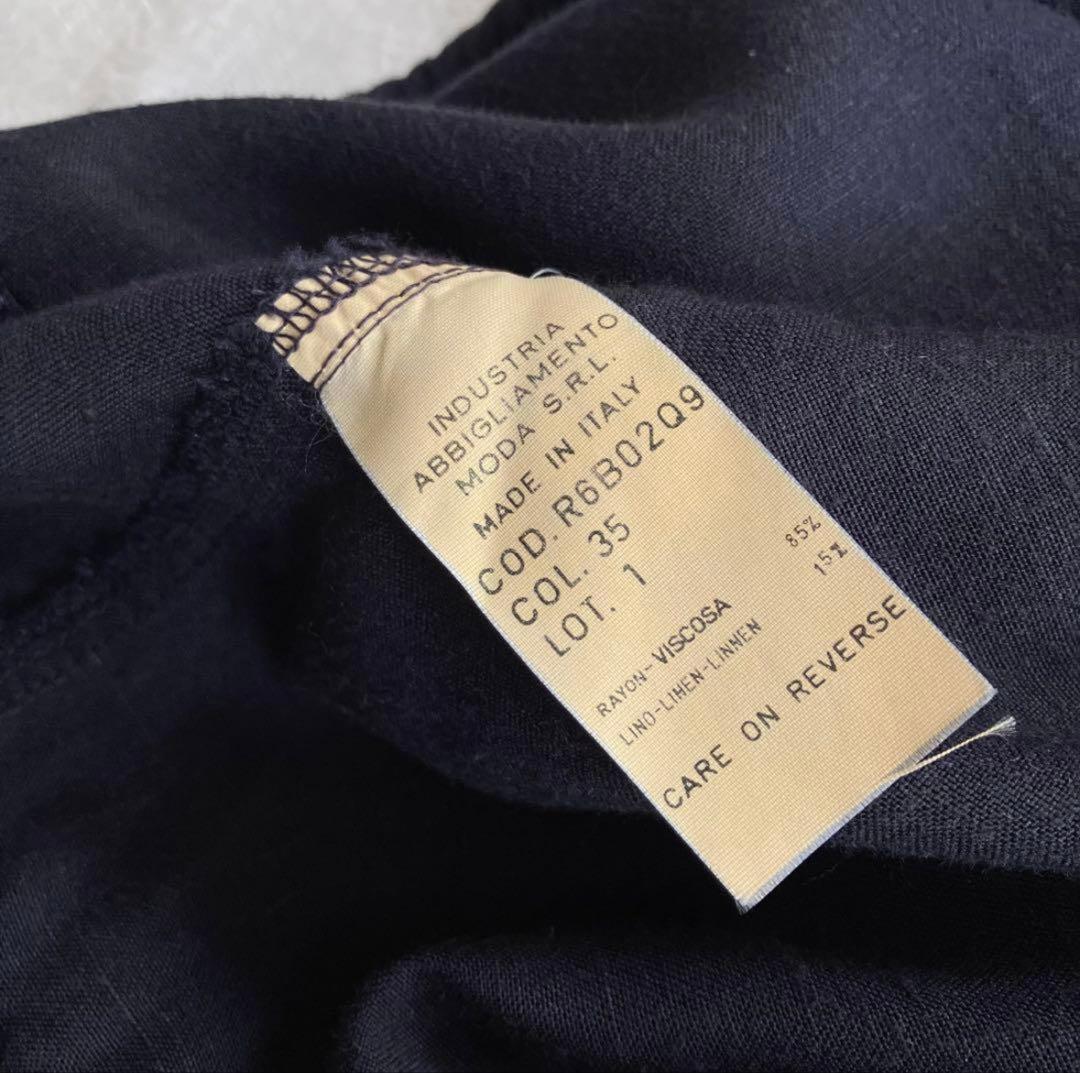 INDUSTRIA
ABBIGLIAMENTO
MODA S.R.L.
MADE IN ITALY
COD. R6B02Q9
COL. 35
LOT. 1
RAYON-VISCOSA 85%
LINO-LINEN-LINNEN 15%
CARE ON REVERSE